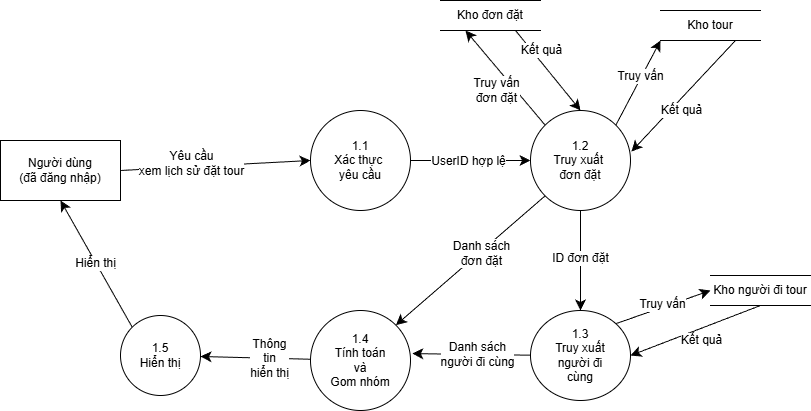 Kho đơn đặt
Kho tour
Kết quả
Truy vấn
đơn đặt
Truy vấn
Kết quả
1.1
Xác thực
yêu cầu
1.2
Truy xuất
đơn đặt
Người dùng
(đã đăng nhập)
Yêu cầu
xem lịch sử đặt tour
UserID hợp lệ
Danh sách
đơn đặt
ID đơn đặt
Hiển thị
Kho người đi tour
Truy vấn
Kết quả
1.5
Hiển thị
Thông
tin
hiển thị
1.4
Tính toán
và
Gom nhóm
Danh sách
người đi cùng
1.3
Truy xuất
người đi
cùng